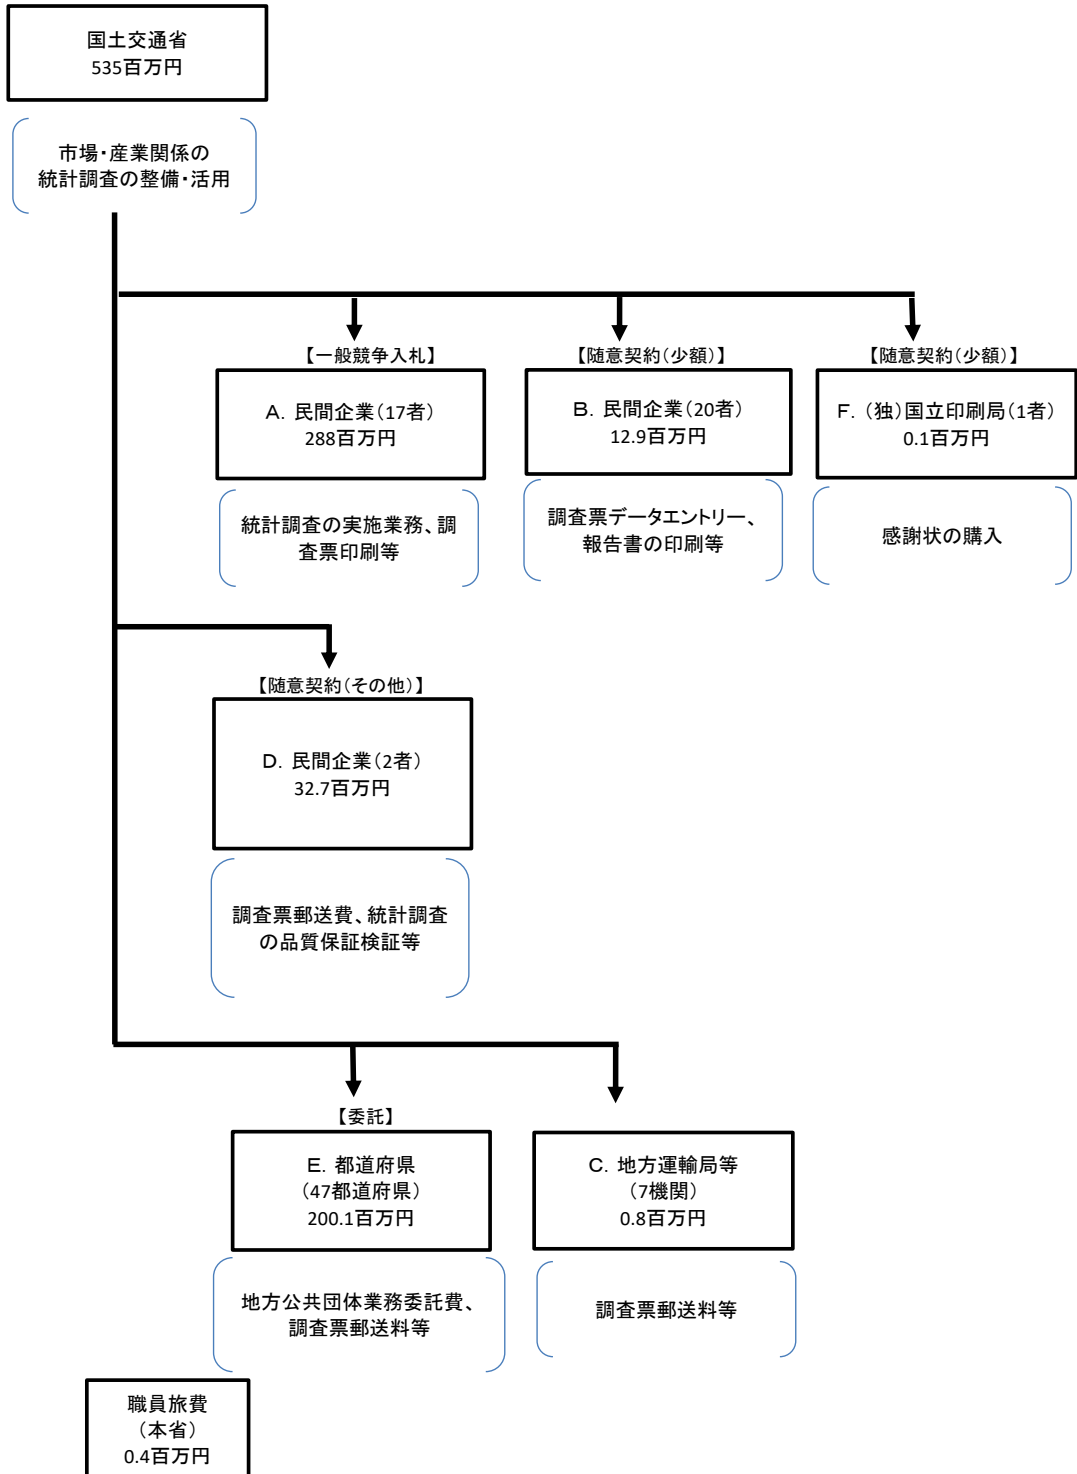 国土交通省
535百万円
市場・産業関係の
統計調査の整備・活用
【一般競争入札】
A. 民間企業(17者)
288百万円
統計調査の実施業務、調
査票印刷等
【随意契約(少額)】
B. 民間企業(20者)
12.9百万円
調査票データエントリー、
報告書の印刷等
【随意契約(少額)】
F. (独)国立印刷局(1者)
0.1百万円
感謝状の購入
【随意契約(その他)】
D. 民間企業(2者)
32.7百万円
調査票郵送費、統計調査
の品質保証検証等
【委託】
E. 都道府県
(47都道府県)
200.1百万円
地方公共団体業務委託費、
調査票郵送料等
C. 地方運輸局等
(7機関)
0.8百万円
調査票郵送料等
職員旅費
(本省)
0.4百万円